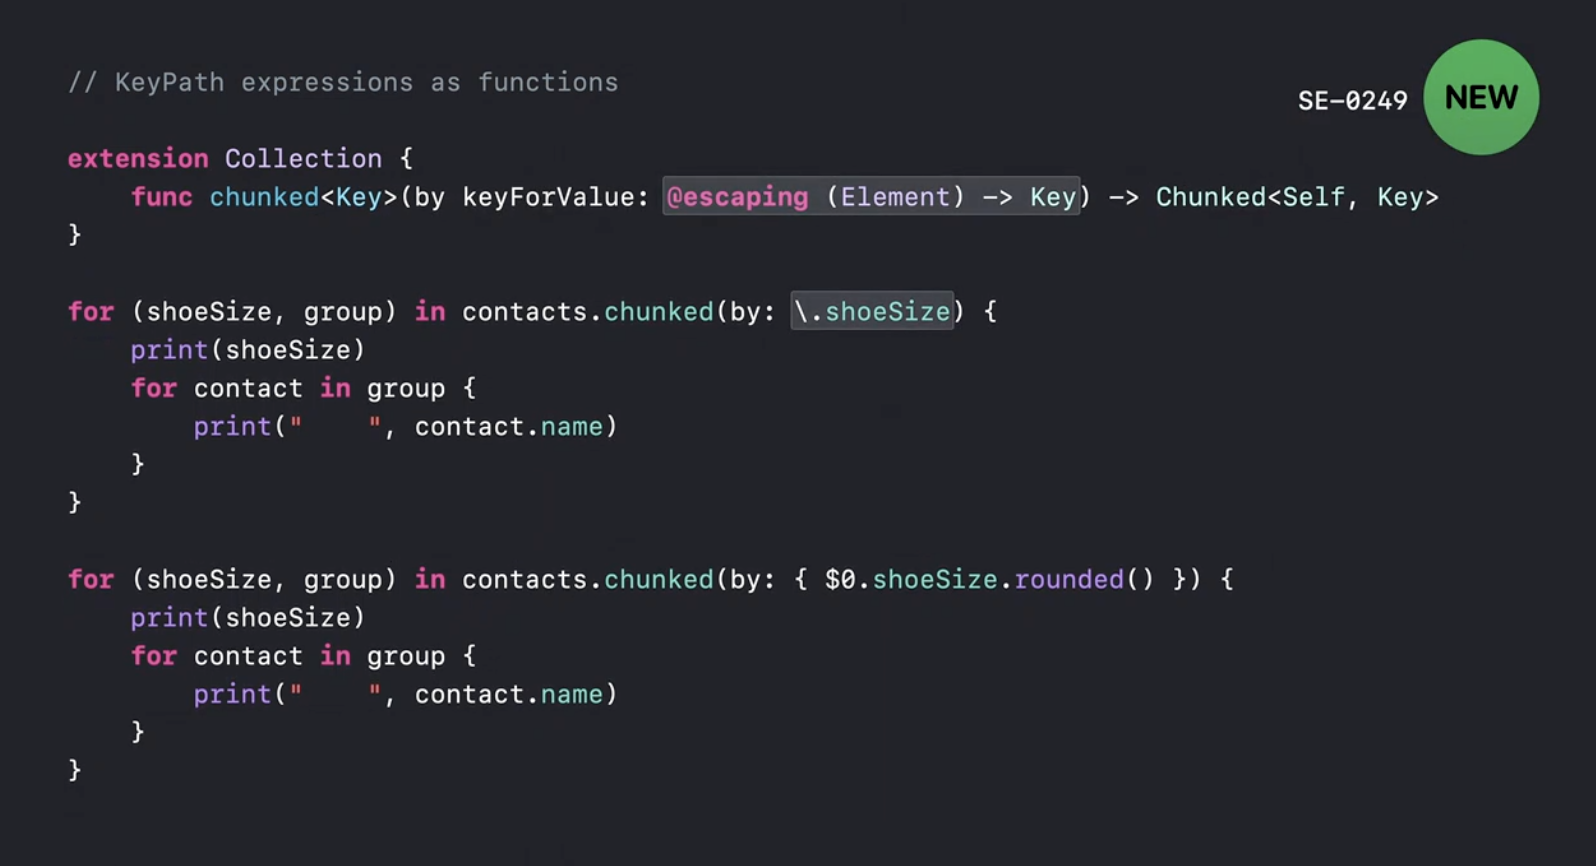 // KeyPath expressions as functions
SE-0249
NEW
extension Collection {
    func chunked<Key>(by keyForValue: @escaping (Element) -> Key) -> Chunked<Self, Key>
}
for (shoeSize, group) in contacts.chunked(by: \.shoeSize) {
    print(shoeSize)
    for contact in group {
        print("    ", contact.name)
    }
}
for (shoeSize, group) in contacts.chunked(by: { $0.shoeSize.rounded() }) {
    print(shoeSize)
    for contact in group {
        print("    ", contact.name)
    }
}